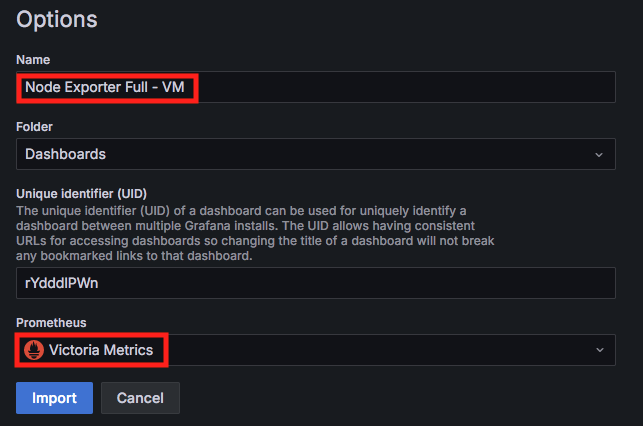 Options
Name
Node Exporter Full - VM
Folder
Dashboards
Unique identifier (UID)
The unique identifier (UID) of a dashboard can be used for uniquely identify a
dashboard between multiple Grafana installs. The UID allows having consistent
URLs for accessing dashboards so changing the title of a dashboard will not break
any bookmarked links to that dashboard.
rYdddlPWn
Prometheus
Victoria Metrics
Import
Cancel